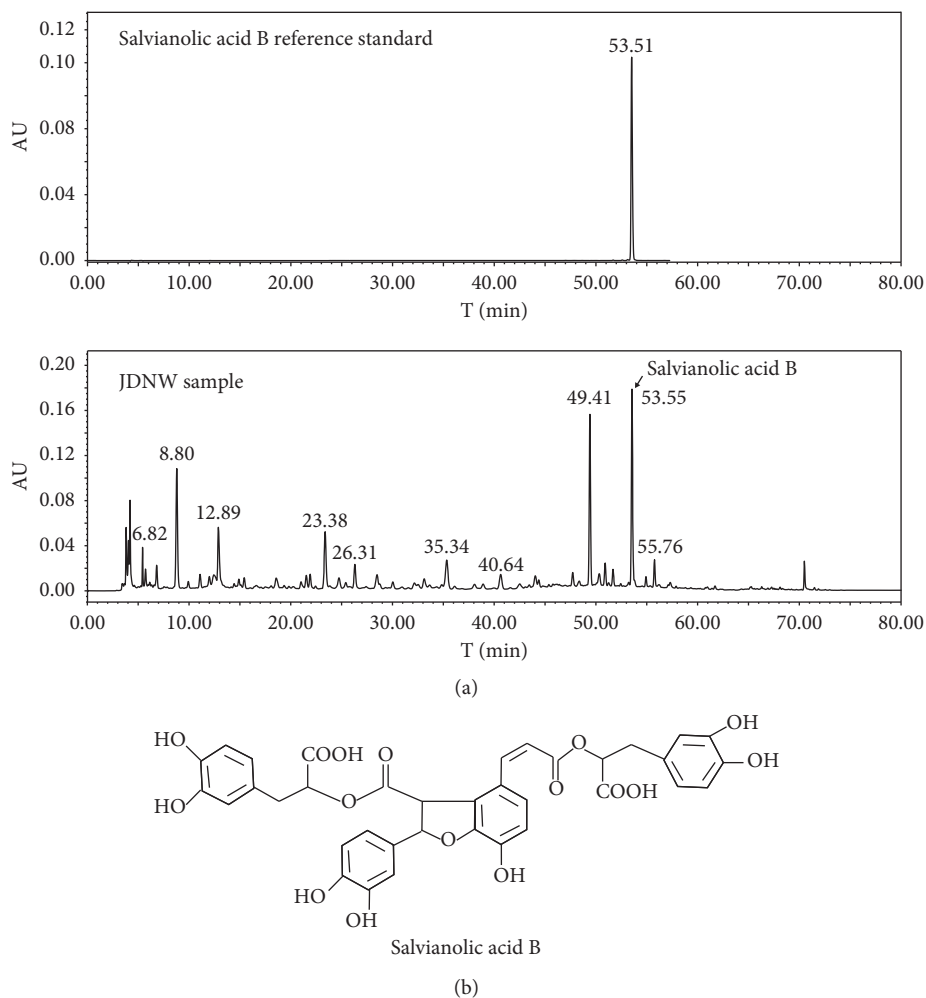 Salvianolic acid B reference standard
53.51
AU
0.12
0.10
0.08
0.04
0.00
0.00 10.00 20.00 30.00 40.00 50.00 60.00 70.00 80.00
T (min)
JDNW sample
Salvianolic acid B
AU
0.20
0.16
0.12
0.08
0.04
0.00
6.82
8.80
12.89
23.38
26.31
35.34
40.64
49.41
53.55
55.76
0.00 10.00 20.00 30.00 40.00 50.00 60.00 70.00 80.00
T (min)
(a)
HO
HO
COOH
O
O
O
O
COOH
OH
OH
O
OH
HO
OH
Salvianolic acid B
(b)